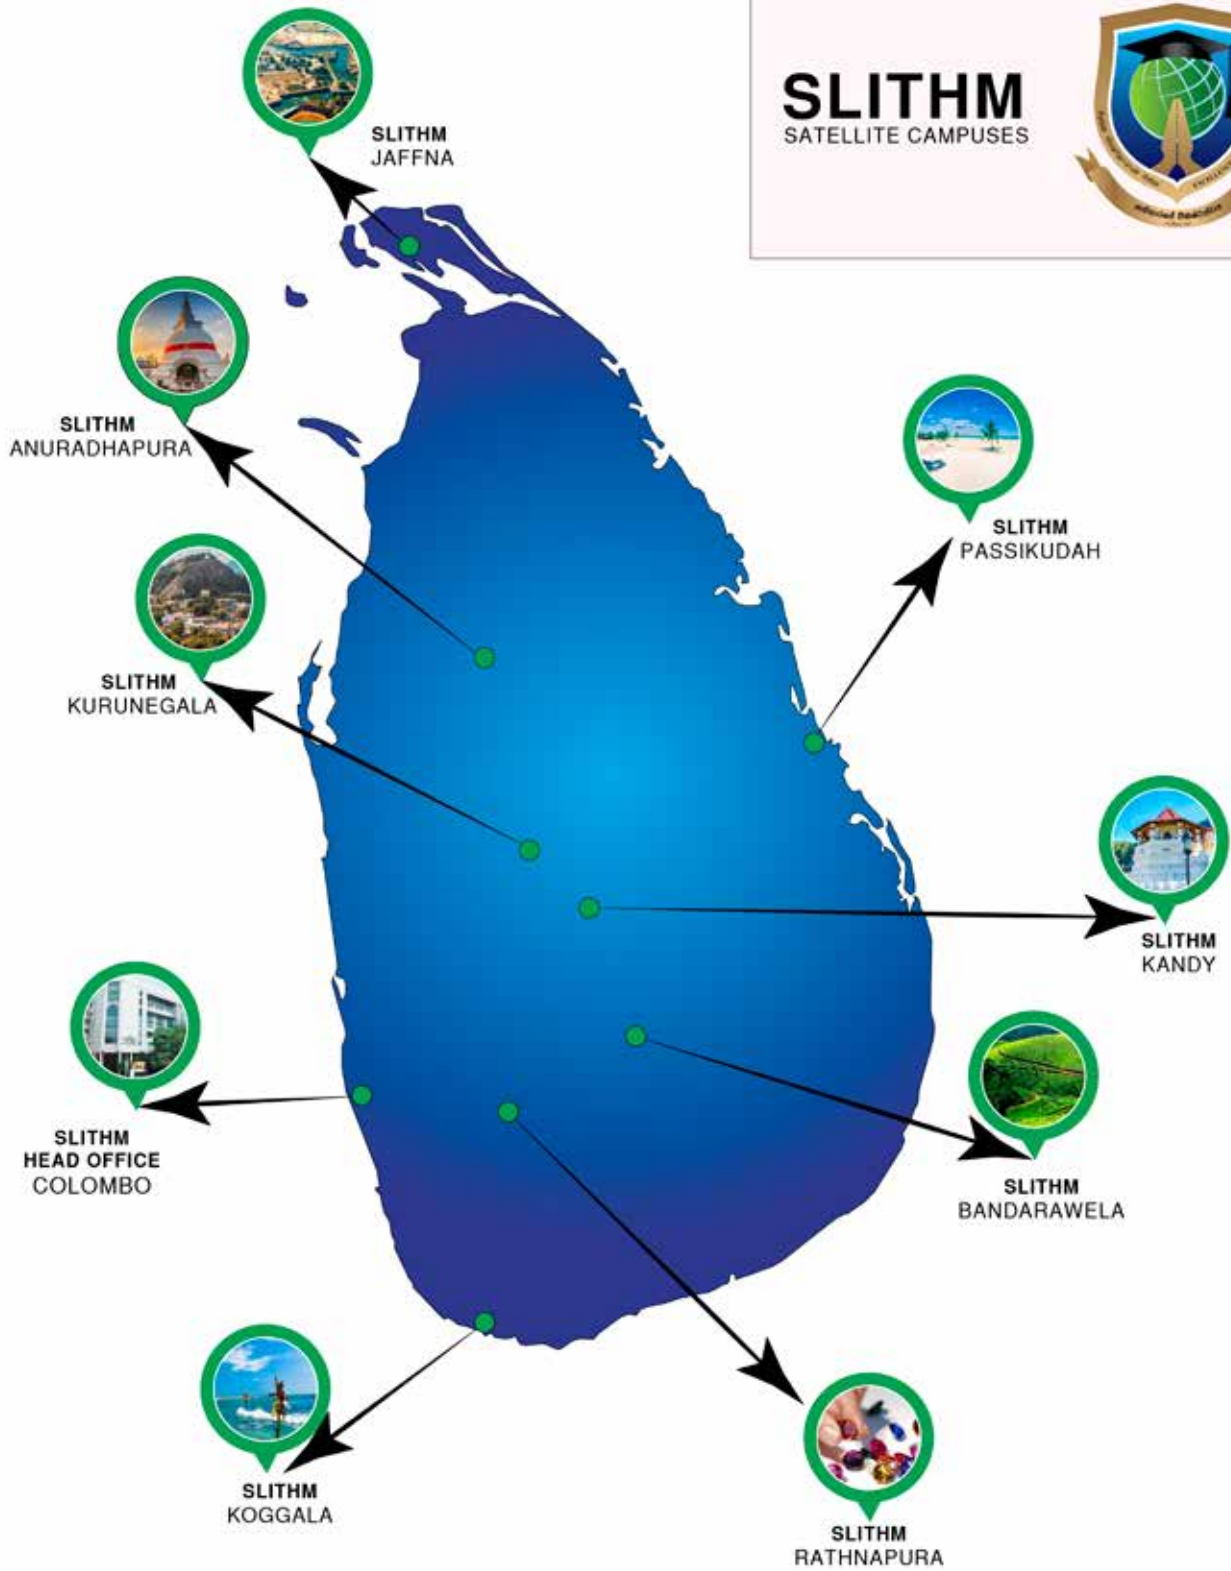 SLITHM
SATELLITE CAMPUSES
SLITHM
JAFFNA
SLITHM
ANURADHAPURA
SLITHM
PASSIKUDAH
SLITHM
KURUNEGALA
SLITHM
KANDY
SLITHM
HEAD OFFICE
COLOMBO
SLITHM
BANDARAWELA
SLITHM
KOGGALA
SLITHM
RATHNAPURA